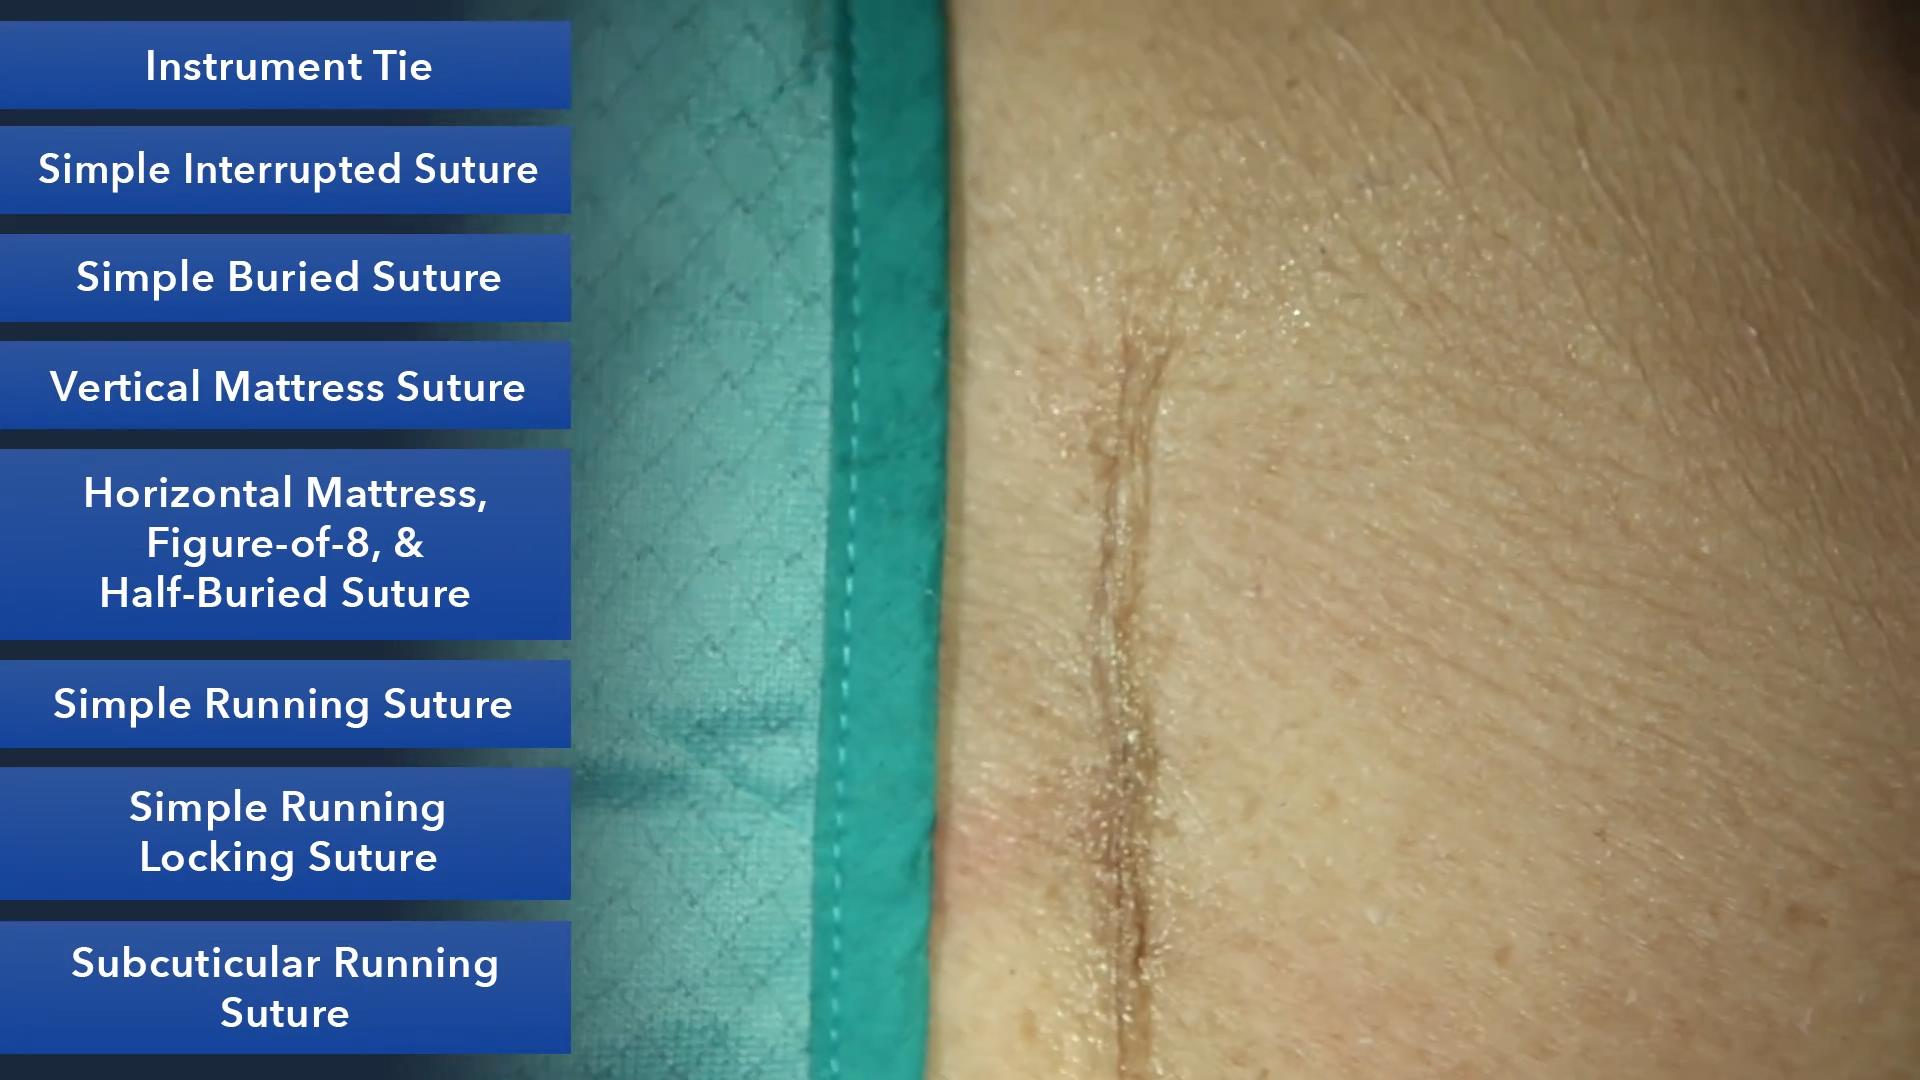 Instrument Tie
Simple Interrupted Suture
Simple Buried Suture
Vertical Mattress Suture
Horizontal Mattress,
Figure-of-8, &
Half-Buried Suture
Simple Running Suture
Simple Running
Locking Suture
Subcuticular Running
Suture